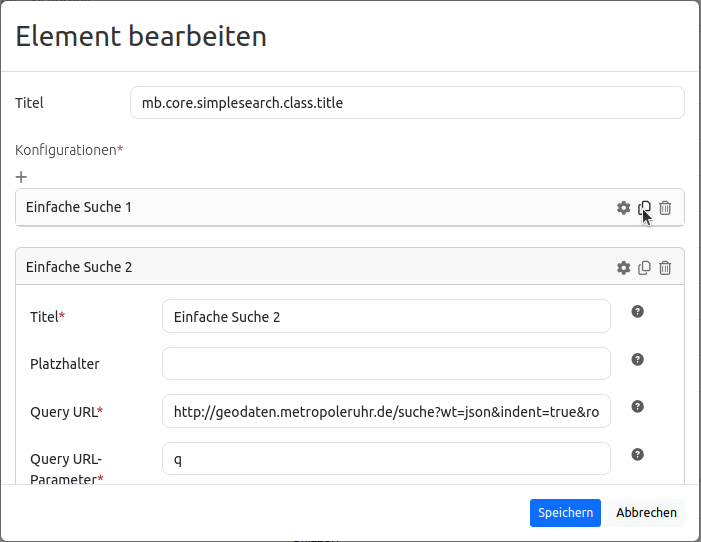 Element bearbeiten
Titel mb.core.simplesearch.class.title
Konfigurationen*
Einfache Suche 1
Einfache Suche 2
Titel* Einfache Suche 2
Platzhalter
Query URL* http://geodaten.metropoleruhr.de/suche?wt=json&indent=true&ro
Query URL- q
Parameter*
Speichern Abbrechen